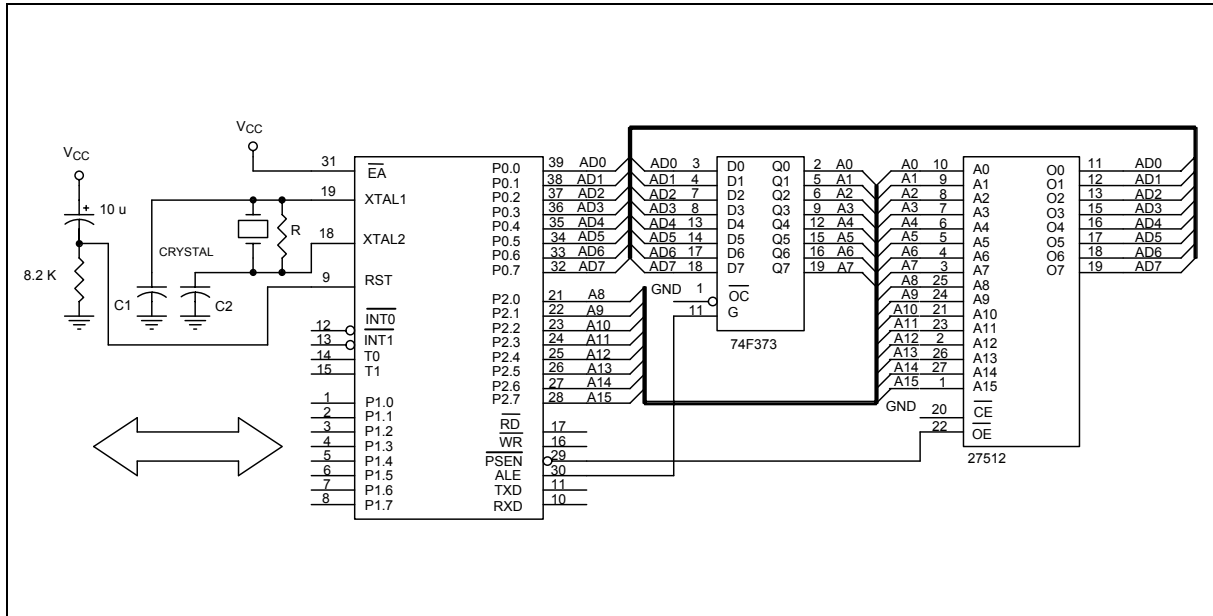 VCC
VCC
10 u
8.2 K
C1
C2
CRYSTAL
R
31
19
18
9
12
13
14
15
1
2
3
4
5
6
7
8
EA
XTAL1
XTAL2
RST
INT0
INT1
T0
T1
P1.0
P1.1
P1.2
P1.3
P1.4
P1.5
P1.6
P1.7
P0.0 39 AD0
P0.1 38 AD1
P0.2 37 AD2
P0.3 36 AD3
P0.4 35 AD4
P0.5 34 AD5
P0.6 33 AD6
P0.7 32 AD7
P2.0 21 A8
P2.1 22 A9
P2.2 23 A10
P2.3 24 A11
P2.4 25 A12
P2.5 26 A13
P2.6 27 A14
P2.7 28 A15
RD 17
WR 16
PSEN 29
ALE 30
TXD 11
RXD 10
AD0 3 D0 Q0 2 A0
AD1 4 D1 Q1 5 A1
AD2 7 D2 Q2 6 A2
AD3 8 D3 Q3 9 A3
AD4 13 D4 Q4 12 A4
AD5 14 D5 Q5 15 A5
AD6 17 D6 Q6 16 A6
AD7 18 D7 Q7 19 A7
GND 1 OC
11 G
74F373
A0 10 A0
A1 9 A1
A2 8 A2
A3 7 A3
A4 6 A4
A5 5 A5
A6 4 A6
A7 3 A7
A8 25 A8
A9 24 A9
A10 21 A10
A11 23 A11
A12 2 A12
A13 26 A13
A14 27 A14
A15 1 A15
GND 20 CE
22 OE
27512
O0 11 AD0
O1 12 AD1
O2 13 AD2
O3 15 AD3
O4 16 AD4
O5 17 AD5
O6 18 AD6
O7 19 AD7